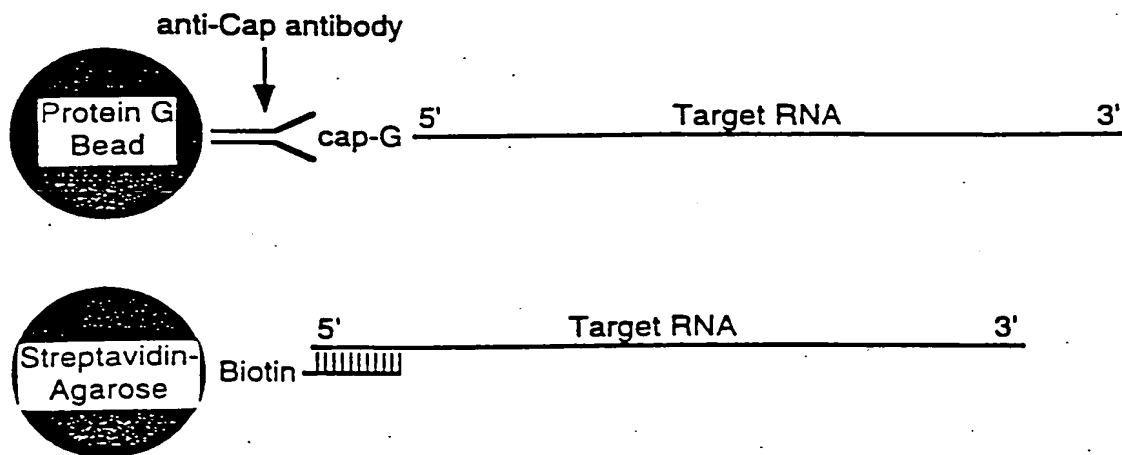 anti-Cap antibody
Protein G
Bead
cap-G
5'
Target RNA
3'
5'
Target RNA
3'
Streptavidin-
Agarose
Biotin